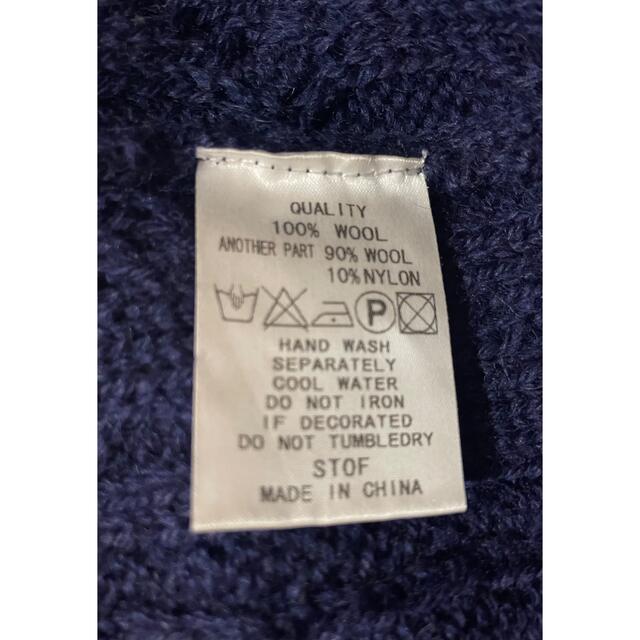 QUALITY
100% WOOL
ANOTHER PART 90% WOOL
10% NYLON
P
HAND WASH
SEPARATELY
COOL WATER
DO NOT IRON
IF DECORATED
DO NOT TUMBLEDRY
STOF
MADE IN CHINA